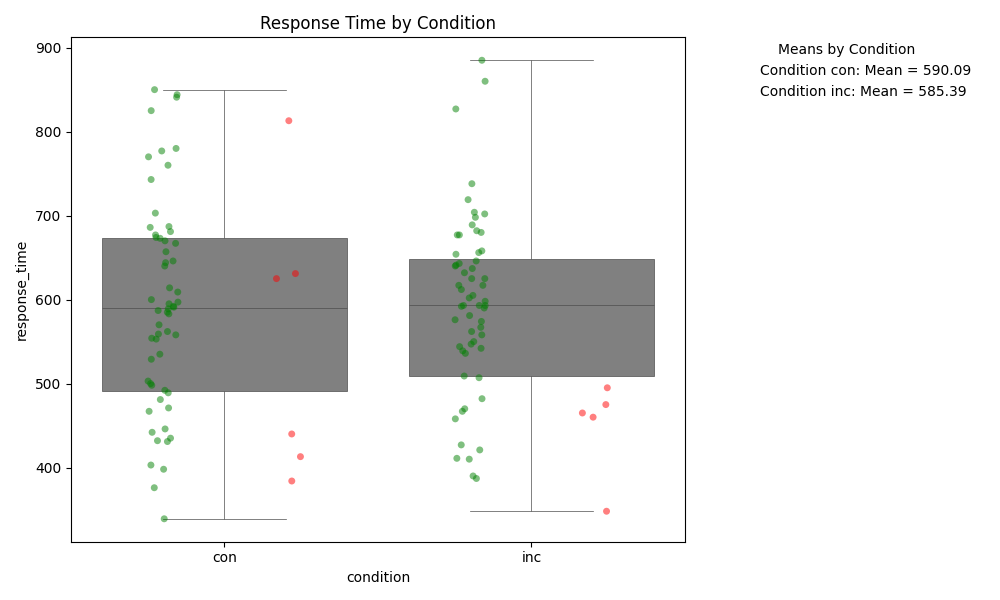 Response Time by Condition
Means by Condition
Condition con: Mean = 590.09
Condition inc: Mean = 585.39
900
800
700
600
500
400
response_time
con
inc
condition